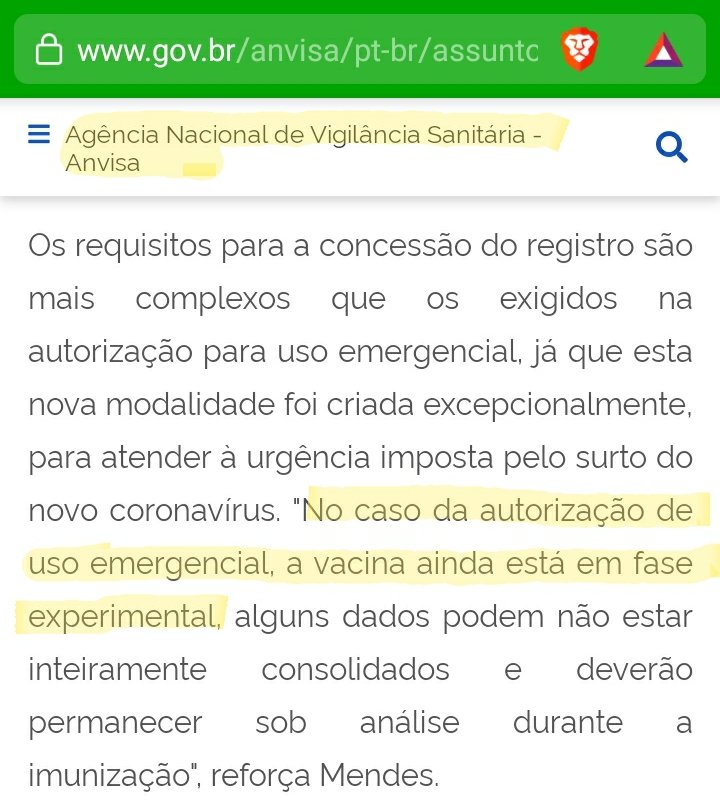 www.gov.br/anvisa/pt-br/assunto
Agência Nacional de Vigilância Sanitária -
Anvisa
Os requisitos para a concessão do registro são
mais complexos que os exigidos na
autorização para uso emergencial, já que esta
nova modalidade foi criada excepcionalmente,
para atender à urgência imposta pelo surto do
novo coronavírus. "No caso da autorização de
uso emergencial, a vacina ainda está em fase
experimental, alguns dados podem não estar
inteiramente consolidados e deverão
permanecer sob análise durante a
imunização", reforça Mendes.